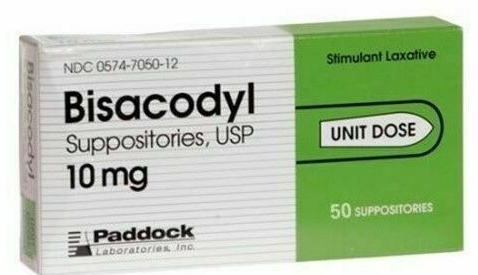 NDC 0574-7050-12
Bisacodyl
Suppositories, USP
10 mg
Paddock
Laboratories, Inc.
Stimulant Laxative
UNIT DOSE
50 SUPPOSITORIES
Bisacodyl